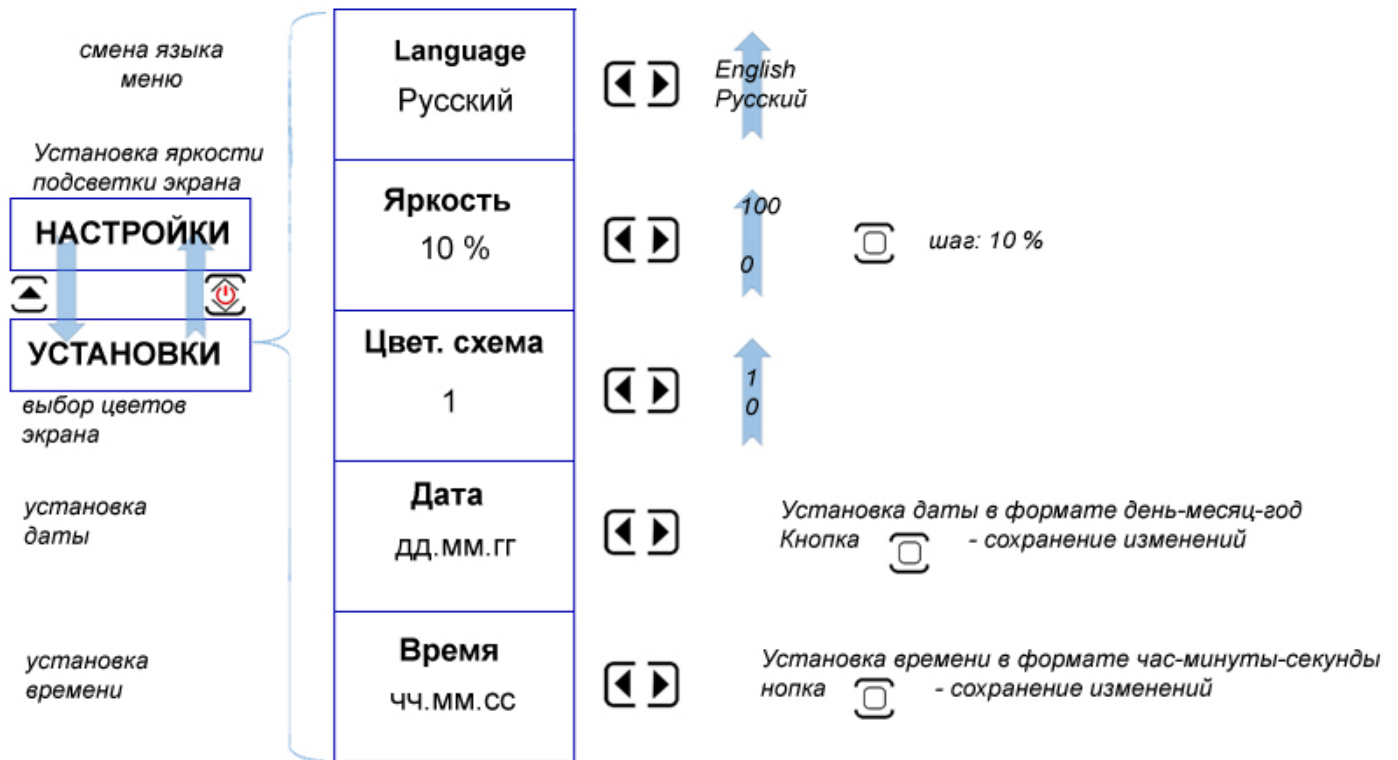 смена языка
меню
Language
Русский
English
Русский
Установка яркости
подсветки экрана
Яркость
10 %
100
0
шаг: 10 %
НАСТРОЙКИ
УСТАНОВКИ
Цвет. схема
1
1
0
выбор цветов
экрана
установка
даты
Дата
дд.мм.гг
Установка даты в формате день-месяц-год
Кнопка - сохранение изменений
установка
времени
Время
чч.мм.сс
Установка времени в формате час-минуты-секунды
нопка - сохранение изменений